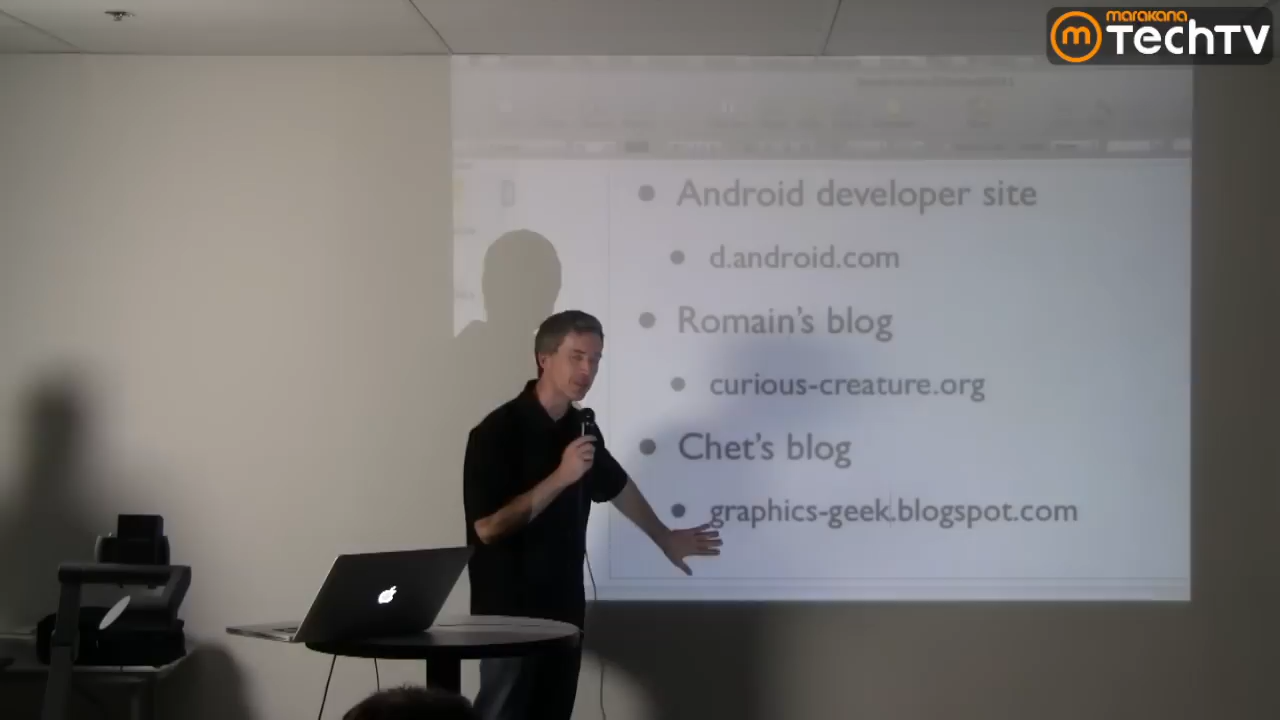 marakana
TechTV
Android developer site
d.android.com
Romain's blog
curious-creature.org
Chet's blog
graphics-geek.blogspot.com